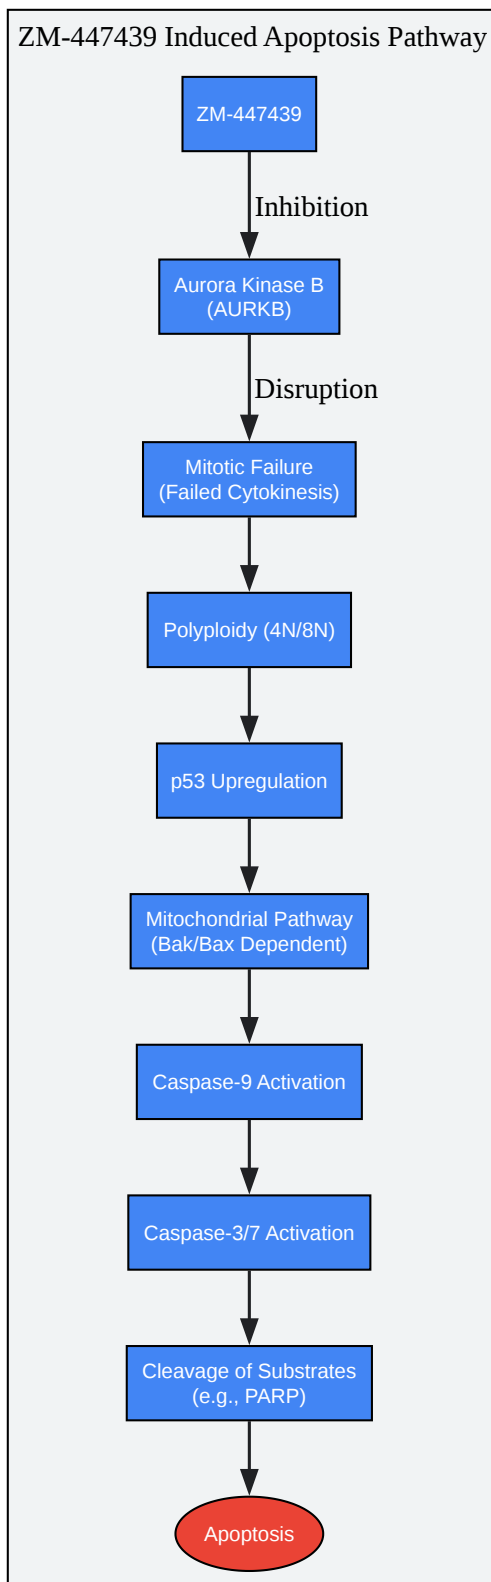 ZM-447439 Induced Apoptosis Pathway
ZM-447439
Inhibition
Aurora Kinase B
(AURKB)
Disruption
Mitotic Failure
(Failed Cytokinesis)
Polyploidy (4N/8N)
p53 Upregulation
Mitochondrial Pathway
(Bak/Bax Dependent)
Caspase-9 Activation
Caspase-3/7 Activation
Cleavage of Substrates
(e.g., PARP)
Apoptosis